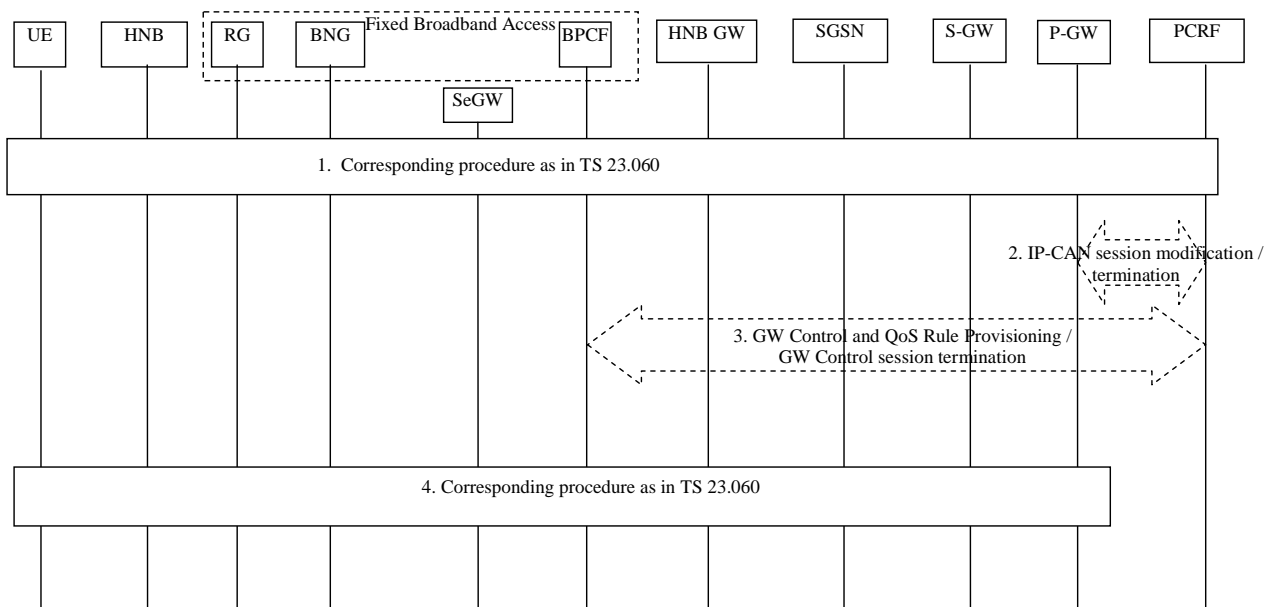 Fixed Broadband Access
UE
HNB
RG
BNG
BPCF
HNB GW
SGSN
S-GW
P-GW
PCRF
SeGW
1. Corresponding procedure as in TS 23.060
2. IP-CAN session modification /
termination
3. GW Control and QoS Rule Provisioning /
GW Control session termination
4. Corresponding procedure as in TS 23.060